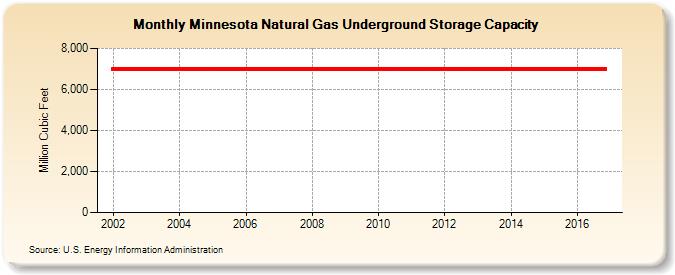 Monthly Minnesota Natural Gas Underground Storage Capacity
Million Cubic Feet
8,000
6,000
4,000
2,000
0
2002 2004 2006 2008 2010 2012 2014 2016
Source: U.S. Energy Information Administration